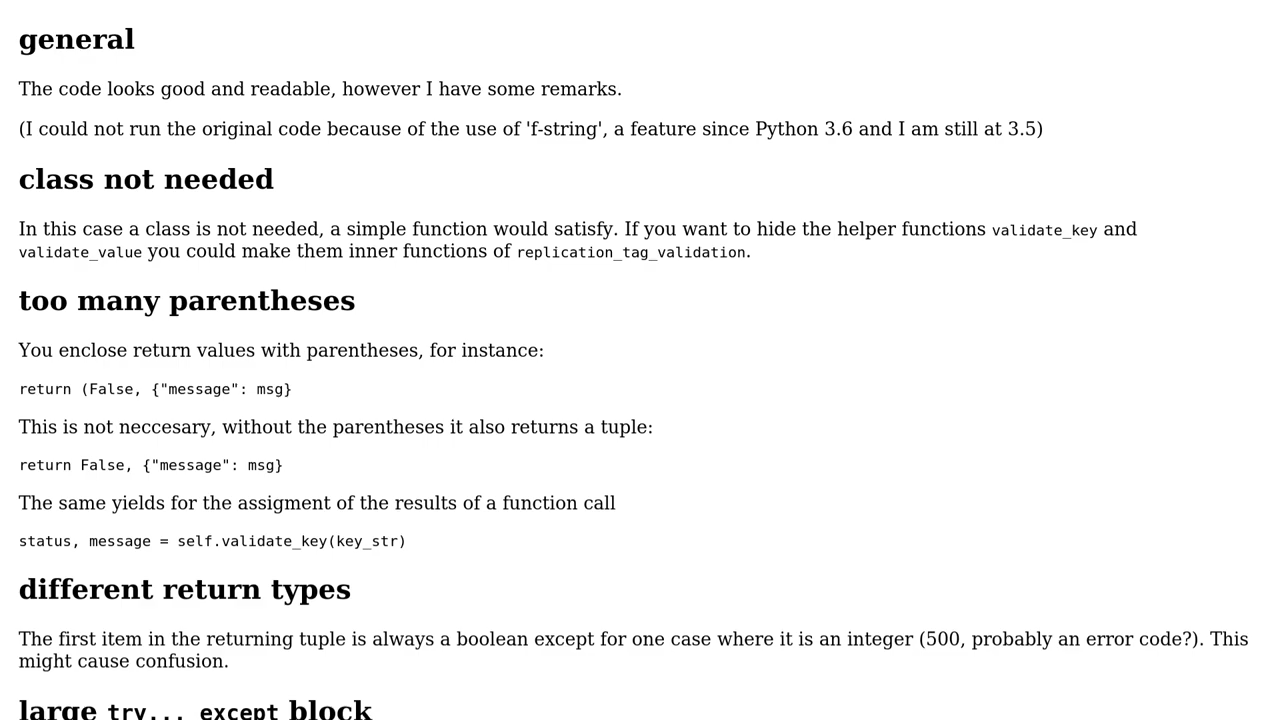 general
The code looks good and readable, however I have some remarks.
(I could not run the original code because of the use of 'f-string', a feature since Python 3.6 and I am still at 3.5)
class not needed
In this case a class is not needed, a simple function would satisfy. If you want to hide the helper functions validate_key and
validate_value you could make them inner functions of replication_tag_validation.
too many parentheses
You enclose return values with parentheses, for instance:
return (False, {"message": msg}
This is not neccesary, without the parentheses it also returns a tuple:
return False, {"message": msg}
The same yields for the assigment of the results of a function call
status, message = self.validate_key(key_str)
different return types
The first item in the returning tuple is always a boolean except for one case where it is an integer (500, probably an error code?). This
might cause confusion.
large try... except block